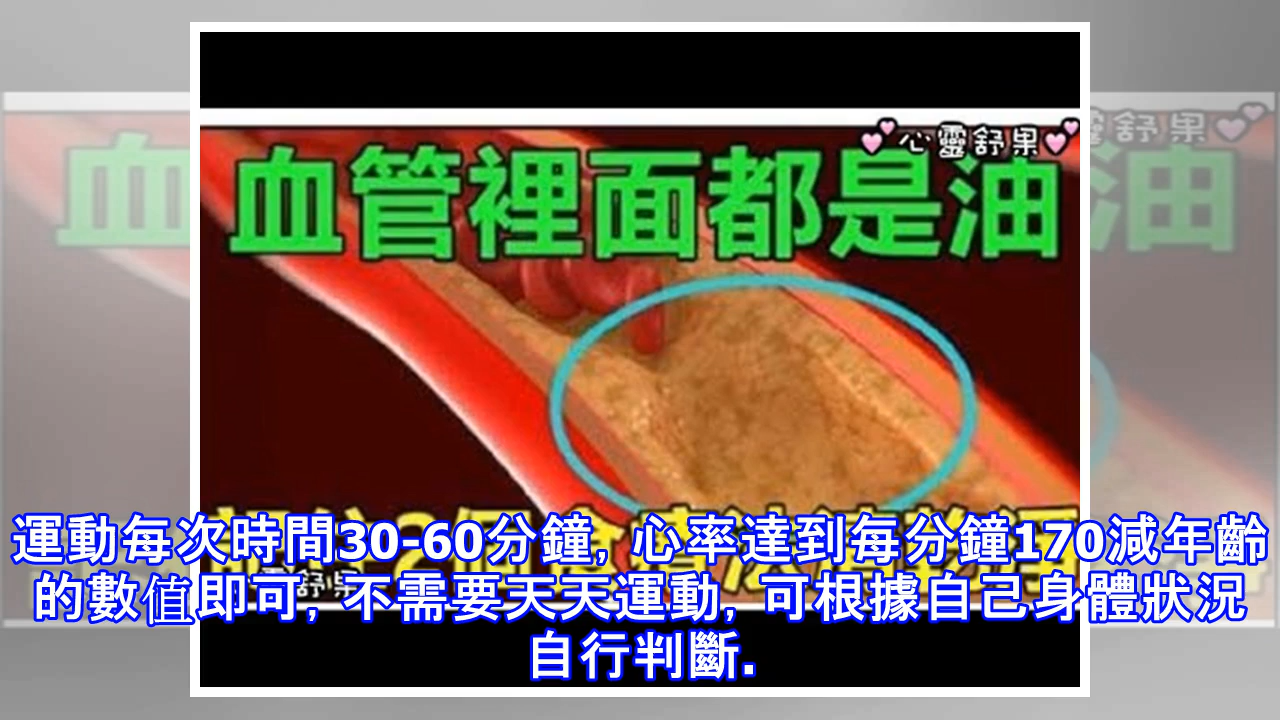 心靈舒果
血管裡面都是油
運動每次時間30-60分鐘, 心率達到每分鐘170減年齡
的數值即可, 不需要天天運動, 可根據自己身體狀況
自行判斷.